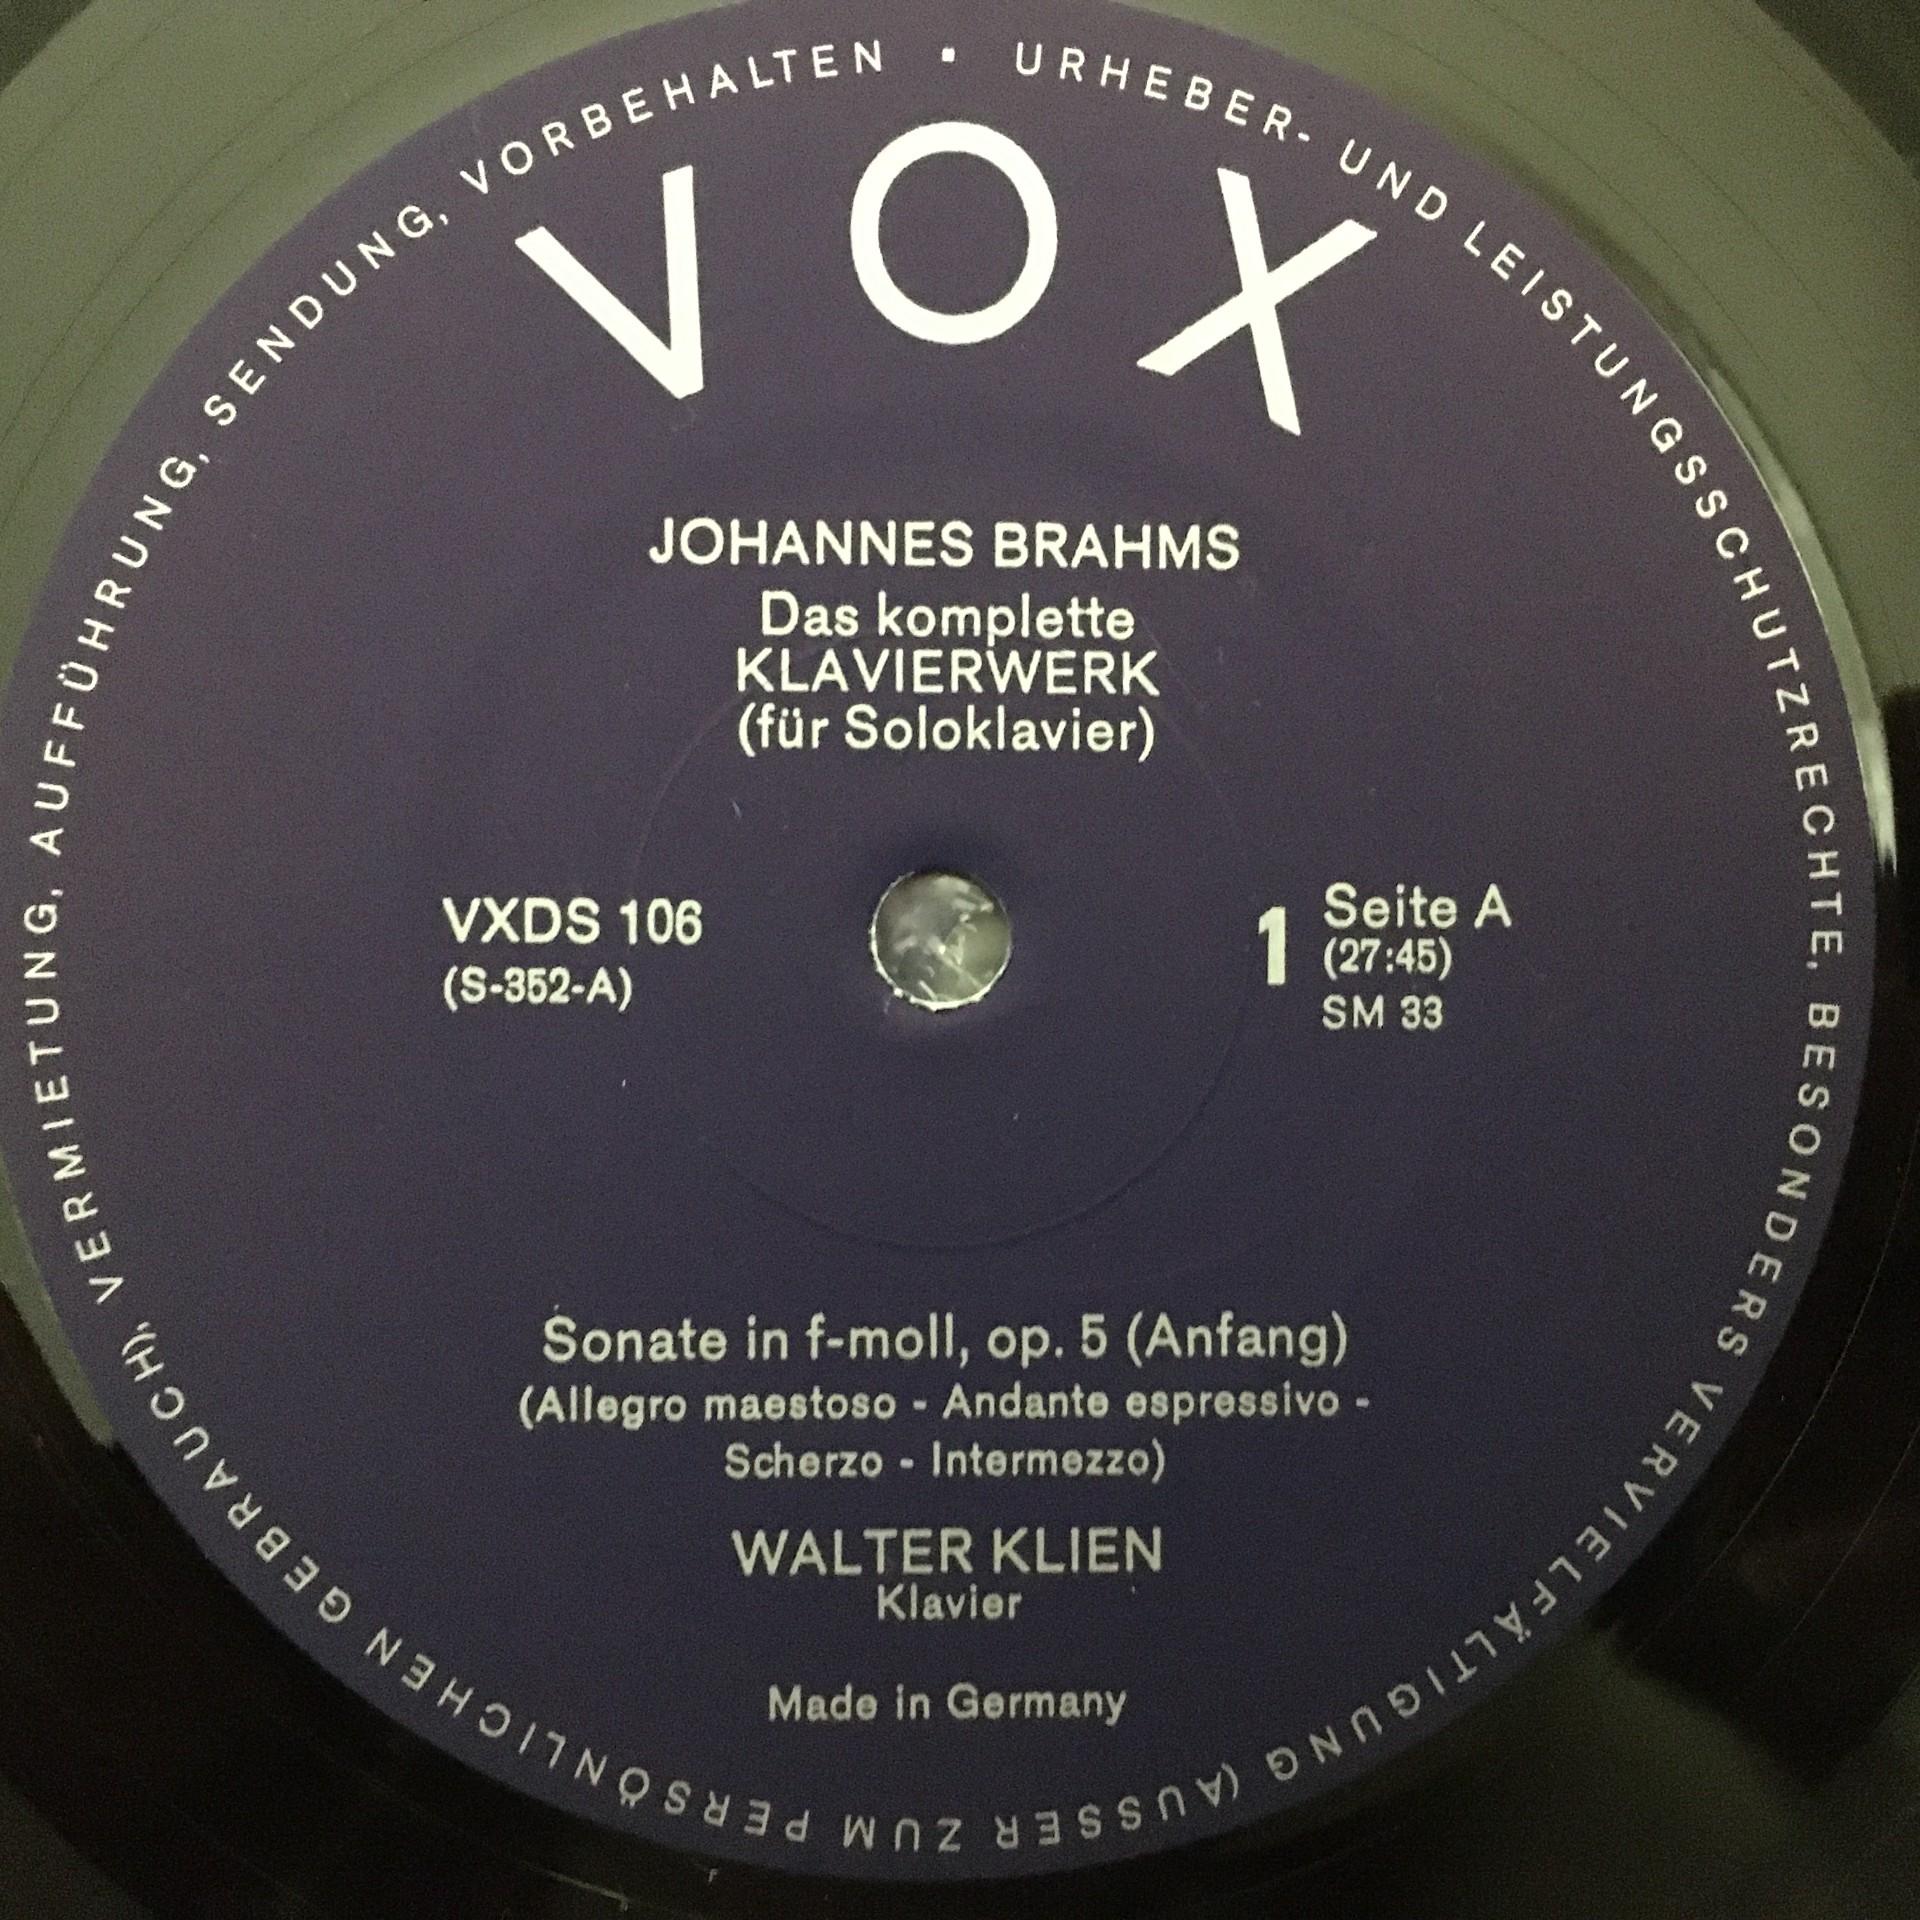 URHEBER- UND LEISTUNGSSCHUTZRECHTE, BESONDERS VERVIELFÄLTIGUNG (AUSSER ZUM PERSÖNLICHEN GEBRAUCH), VERMIETUNG, AUFFÜHRUNG, SENDUNG, VORBEHALTEN •
VOX
JOHANNES BRAHMS
Das komplette
KLAVIERWERK
(für Soloklavier)
VXDS 106
(S-352-A)
1 Seite A
(27:45)
SM 33
Sonate in f-moll, op. 5 (Anfang)
(Allegro maestoso - Andante espressivo -
Scherzo - Intermezzo)
WALTER KLIEN
Klavier
Made in Germany